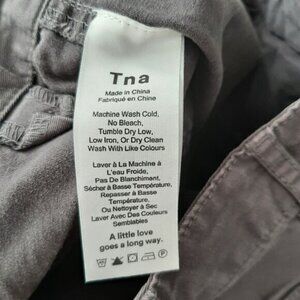 Tna
Made in China
Fabriqué en Chine
Machine Wash Cold,
No Bleach,
Tumble Dry Low,
Low Iron, Or Dry Clean
Wash With Like Colours
Laver À La Machine à
L'eau Froide,
Pas De Blanchiment,
Sécher à Basse Température,
Repasser à Basse
Température,
Ou Nettoyer à Sec
Laver Avec Des Couleurs
Semblables
A little love
goes a long way.